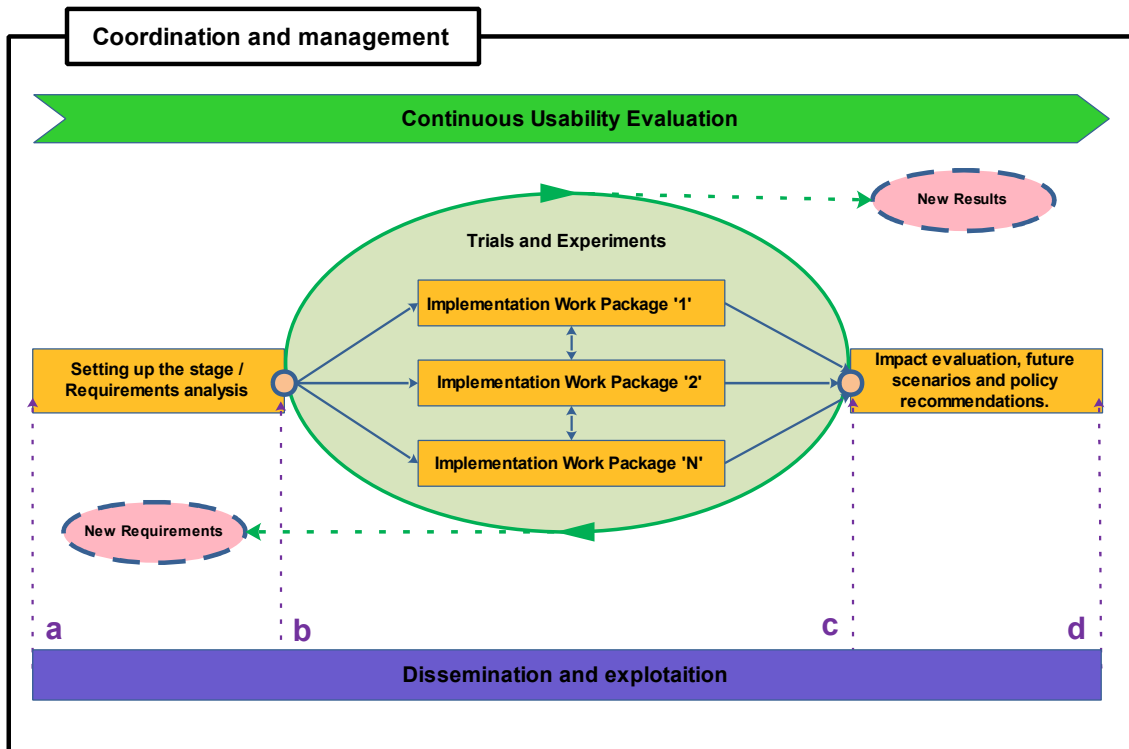 Coordination and management
Continuous Usability Evaluation
New Results
Trials and Experiments
Implementation Work Package '1'
Setting up the stage /
Requirements analysis
Implementation Work Package '2'
Impact evaluation, future
scenarios and policy
recommendations.
Implementation Work Package 'N'
New Requirements
a
b
c
d
Dissemination and explotaition